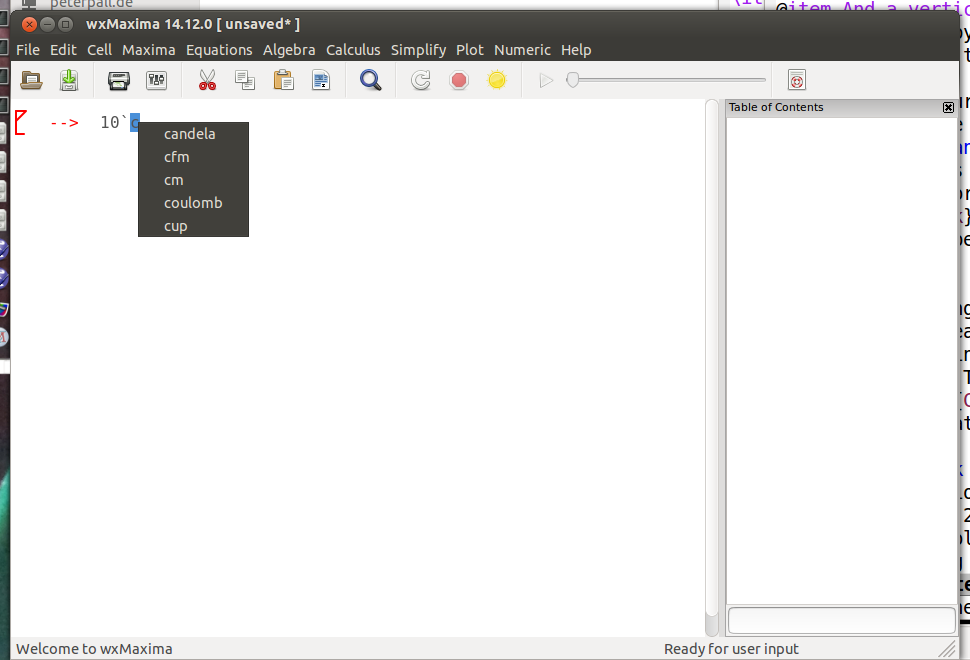 peterpall.de
@item And a vertic
wxMaxima 14.12.0 [ unsaved* ]
File Edit Cell Maxima Equations Algebra Calculus Simplify Plot Numeric Help
Table of Contents
--> 10`c
candela
cfm
cm
coulomb
cup
Welcome to wxMaxima
Ready for user input